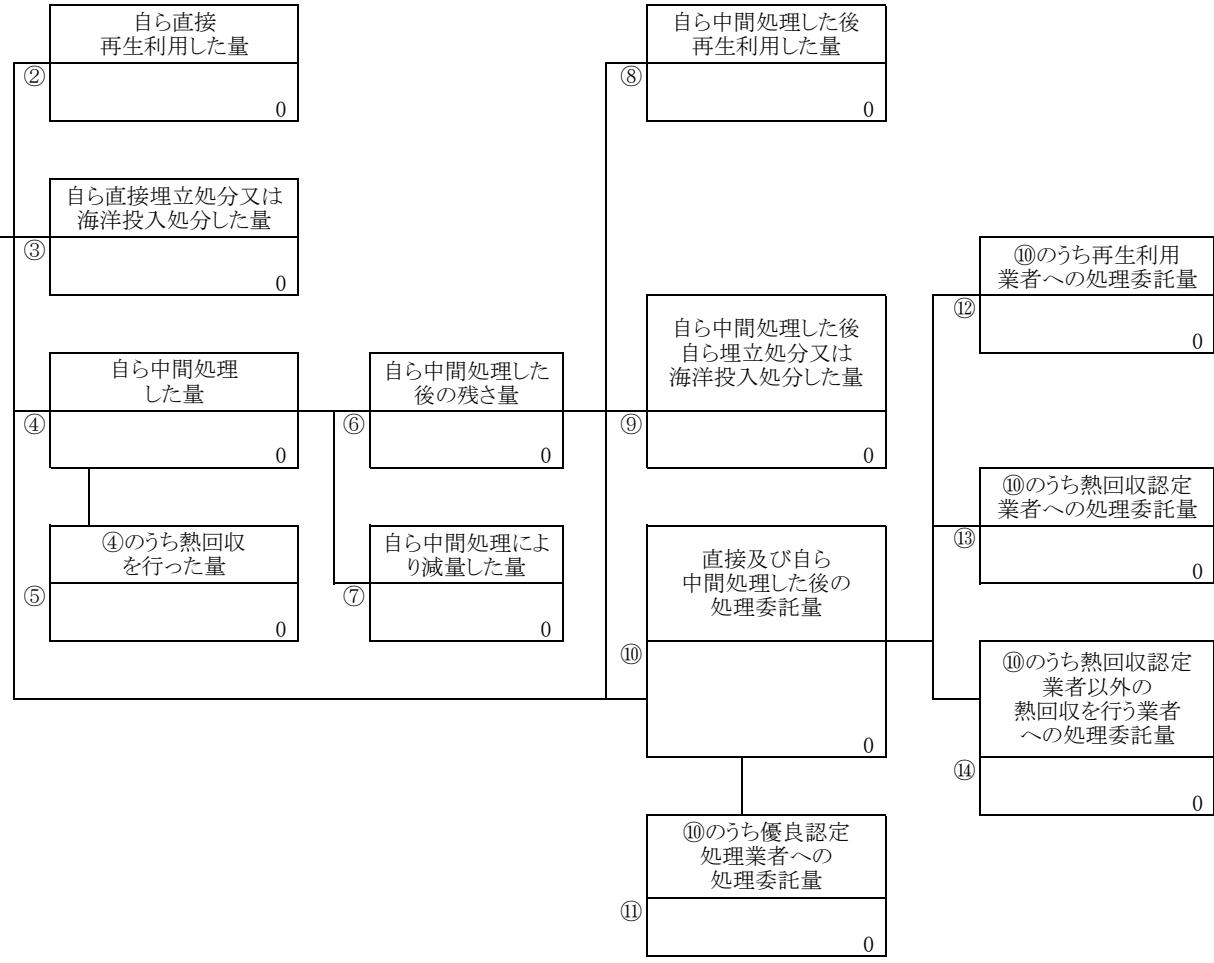 自ら直接
再生利用した量
②
0
自ら直接埋立処分又は
海洋投入処分した量
③
0
自ら中間処理
した量
④
0
④のうち熱回収
を行った量
⑤
0
自ら中間処理した
後の残さ量
⑥
0
自ら中間処理によ
り減量した量
⑦
0
自ら中間処理した後
再生利用した量
⑧
0
自ら中間処理した後
自ら埋立処分又は
海洋投入処分した量
⑨
0
直接及び自ら
中間処理した後の
処理委託量
⑩
0
⑩のうち優良認定
処理業者への
処理委託量
⑪
0
⑩のうち再生利用
業者への処理委託量
⑫
0
⑩のうち熱回収認定
業者への処理委託量
⑬
0
⑩のうち熱回収認定
業者以外の
熱回収を行う業者
への処理委託量
⑭
0